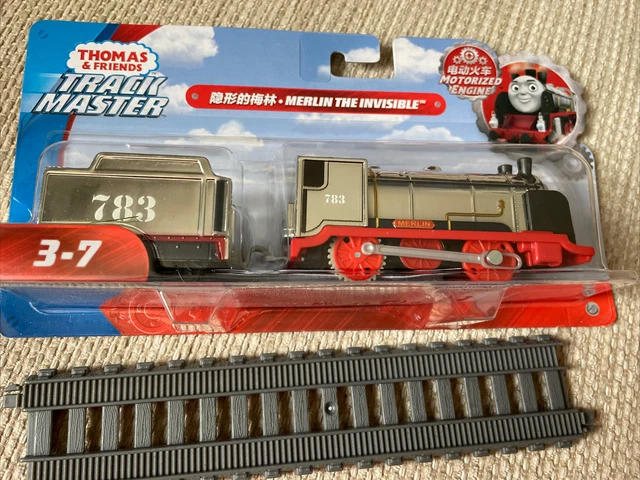 THOMAS
& FRIENDS
TRACK
MASTER
隐形的梅林 • MERLIN THE INVISIBLE™
电动火车
MOTORIZED
ENGINE
783
783
MERLIN
3-7